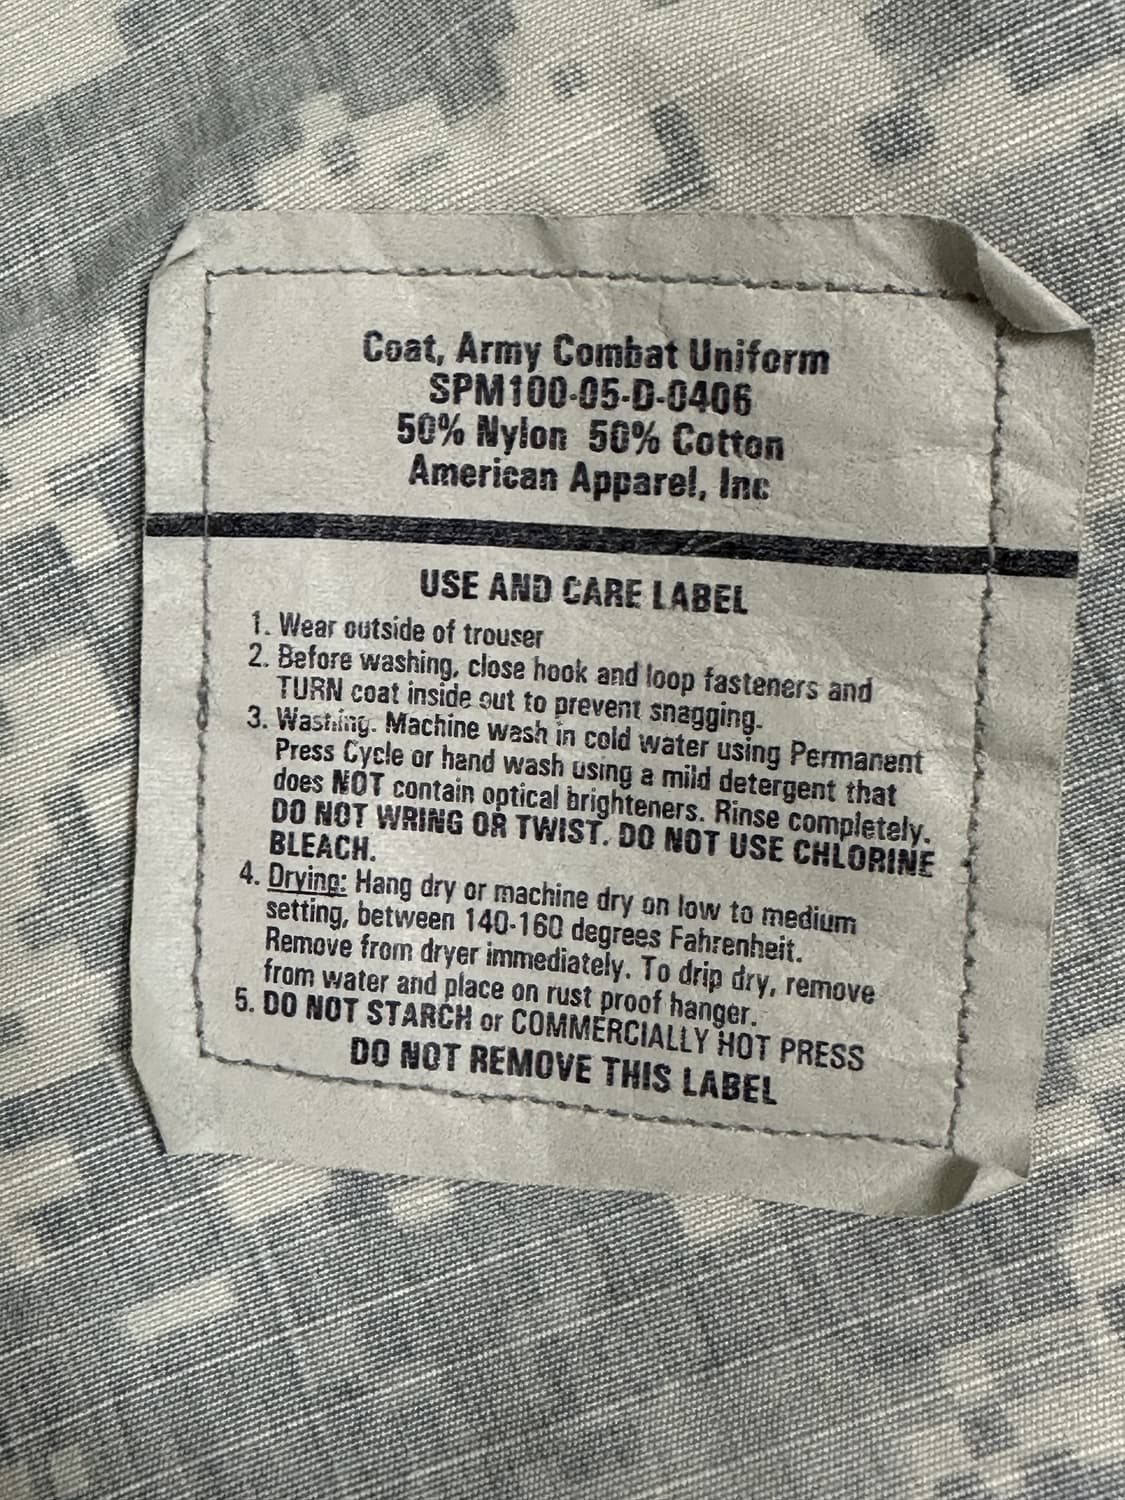 Coat, Army Combat Uniform
SPM100-05-D-0406
50% Nylon 50% Cotton
American Apparel, Inc
USE AND CARE LABEL
1. Wear outside of trouser
2. Before washing, close hook and loop fasteners and
TURN coat inside out to prevent snagging.
3. Washing. Machine wash in cold water using Permanent
Press Cycle or hand wash using a mild detergent that
does NOT contain optical brighteners. Rinse completely.
DO NOT WRING OR TWIST. DO NOT USE CHLORINE
BLEACH.
4. Drying: Hang dry or machine dry on low to medium
setting, between 140-160 degrees Fahrenheit.
Remove from dryer immediately. To drip dry, remove
from water and place on rust proof hanger.
5. DO NOT STARCH or COMMERCIALLY HOT PRESS
DO NOT REMOVE THIS LABEL